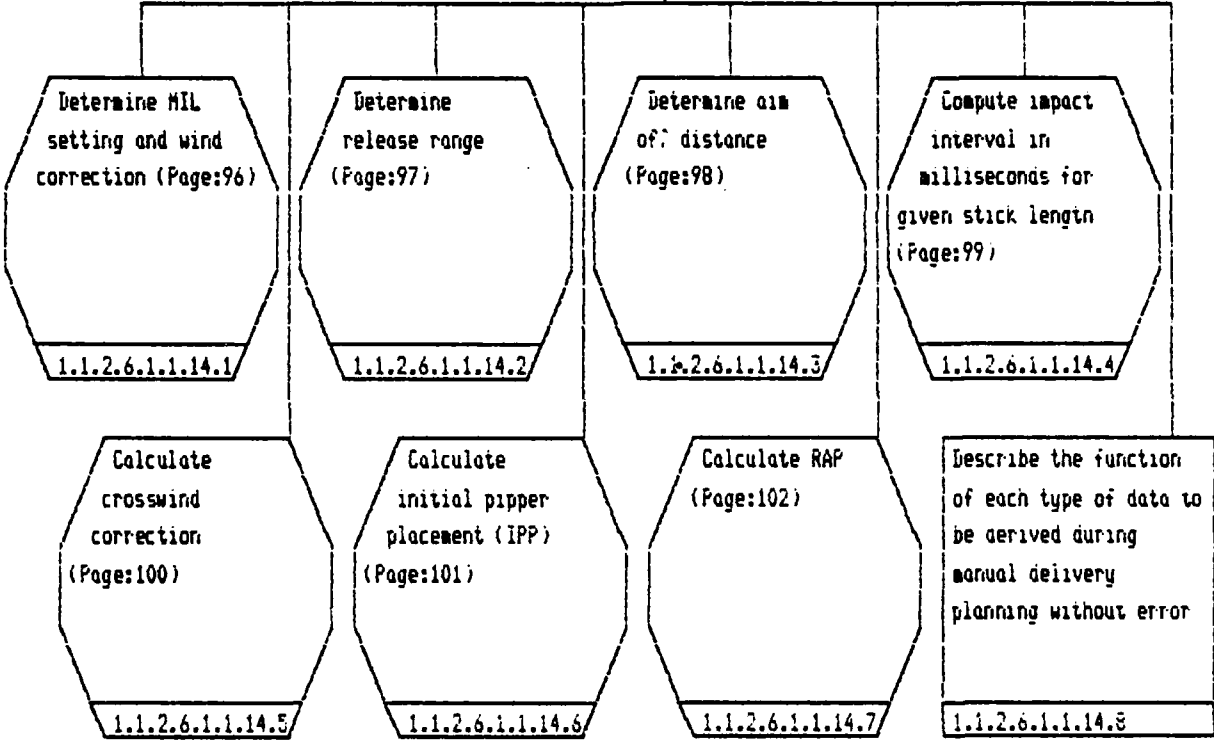 Determine MIL
setting and wind
correction (Page:96)
1.1.2.6.1.1.14.1
Determine
release range
(Page:97)
1.1.2.6.1.1.14.2
Determine aim
off distance
(Page:98)
1.1.2.6.1.1.14.3
Compute impact
interval in
milliseconds for
given stick length
(Page:99)
1.1.2.6.1.1.14.4
Calculate
crosswind
correction
(Page:100)
1.1.2.6.1.1.14.5
Calculate
initial pipper
placement (IPP)
(Page:101)
1.1.2.6.1.1.14.6
Calculate RAP
(Page:102)
1.1.2.6.1.1.14.7
Describe the function
of each type of data to
be derived during
manual delivery
planning without error
1.1.2.6.1.1.14.8